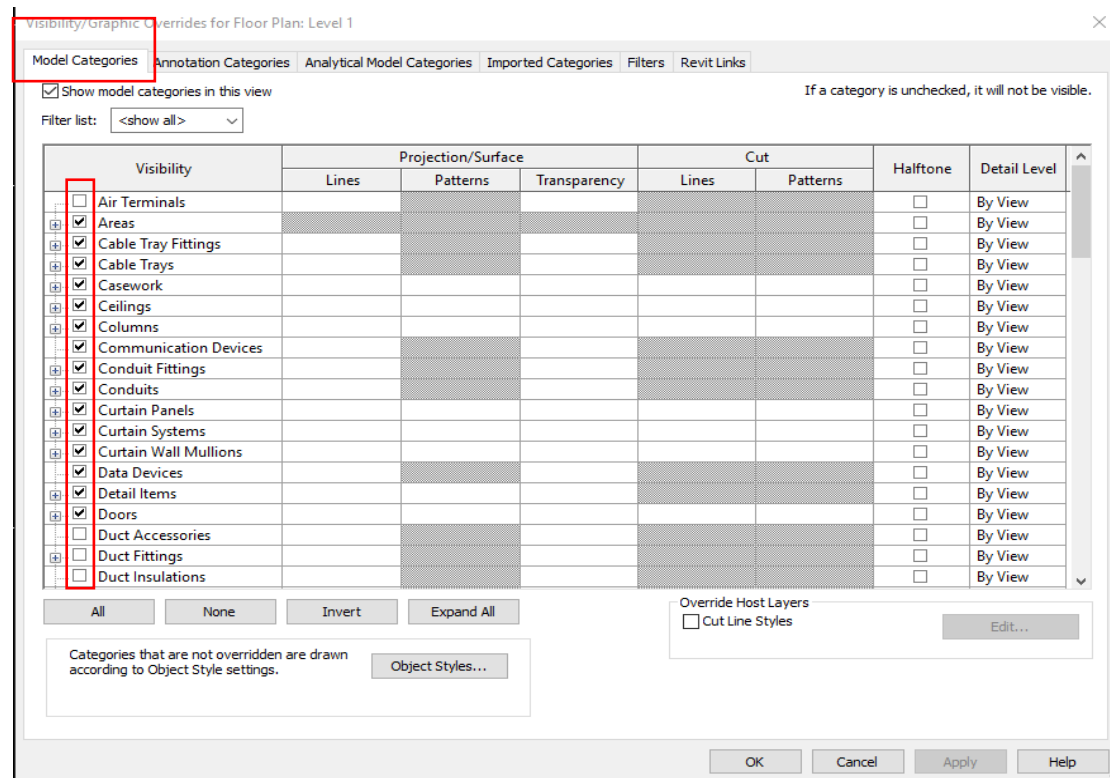 Visibility/Graphic Overrides for Floor Plan: Level 1
Model Categories Annotation Categories Analytical Model Categories Imported Categories Filters Revit Links
Show model categories in this view
If a category is unchecked, it will not be visible.
Filter list: <show all>
Visibility Projection/Surface Cut Halftone Detail Level
Lines Patterns Transparency Lines Patterns
Air Terminals By View
Areas By View
Cable Tray Fittings By View
Cable Trays By View
Casework By View
Ceilings By View
Columns By View
Communication Devices By View
Conduit Fittings By View
Conduits By View
Curtain Panels By View
Curtain Systems By View
Curtain Wall Mullions By View
Data Devices By View
Detail Items By View
Doors By View
Duct Accessories By View
Duct Fittings By View
Duct Insulations By View
All None Invert Expand All
Override Host Layers
Cut Line Styles Edit...
Categories that are not overridden are drawn
according to Object Style settings.
Object Styles...
OK Cancel Apply Help